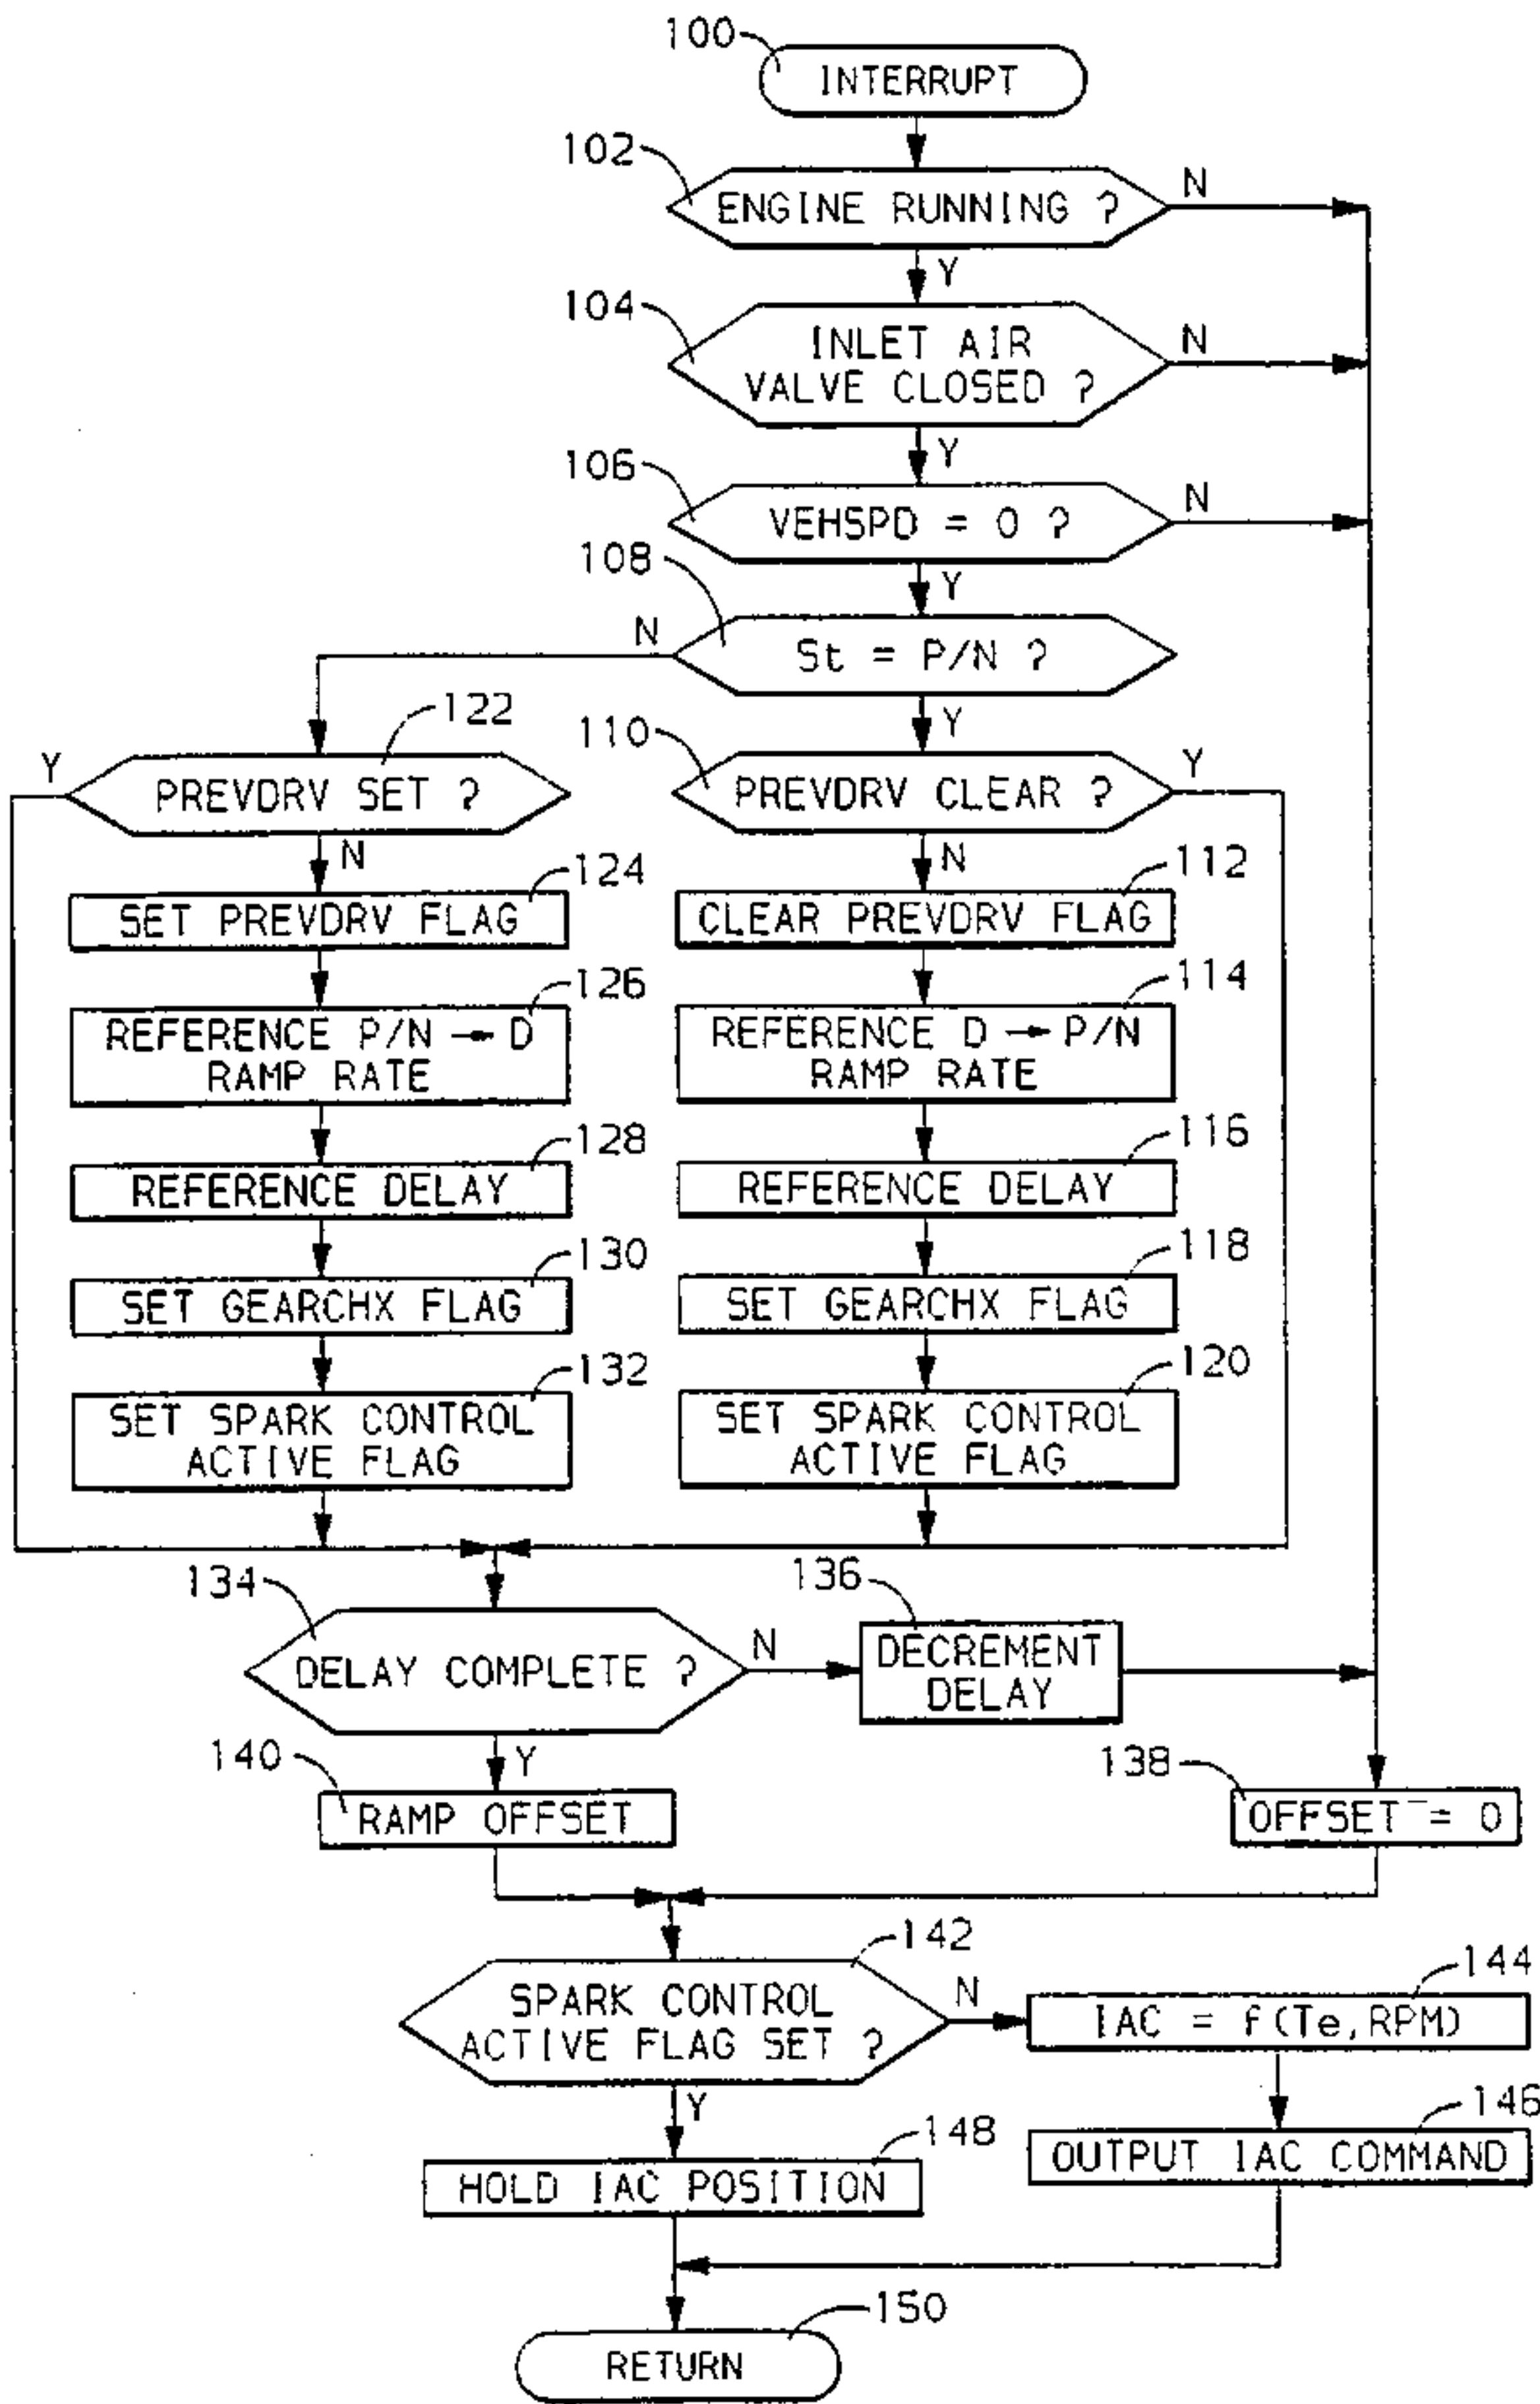 100
INTERRUPT
102
ENGINE RUNNING ?
N
Y
104
INLET AIR
VALVE CLOSED ?
N
Y
106
VEHSPD = 0 ?
N
Y
108
St = P/N ?
N
Y
122
PREVDRV SET ?
Y
N
110
PREVDRV CLEAR ?
Y
N
124
SET PREVDRV FLAG
112
CLEAR PREVDRV FLAG
126
REFERENCE P/N → D
RAMP RATE
114
REFERENCE D → P/N
RAMP RATE
128
REFERENCE DELAY
116
REFERENCE DELAY
130
SET GEARCHX FLAG
118
SET GEARCHX FLAG
132
SET SPARK CONTROL
ACTIVE FLAG
120
SET SPARK CONTROL
ACTIVE FLAG
134
DELAY COMPLETE ?
N
Y
136
DECREMENT
DELAY
140
RAMP OFFSET
138
OFFSET = 0
142
SPARK CONTROL
ACTIVE FLAG SET ?
N
Y
144
IAC = f(Te,RPM)
146
OUTPUT IAC COMMAND
148
HOLD IAC POSITION
150
RETURN